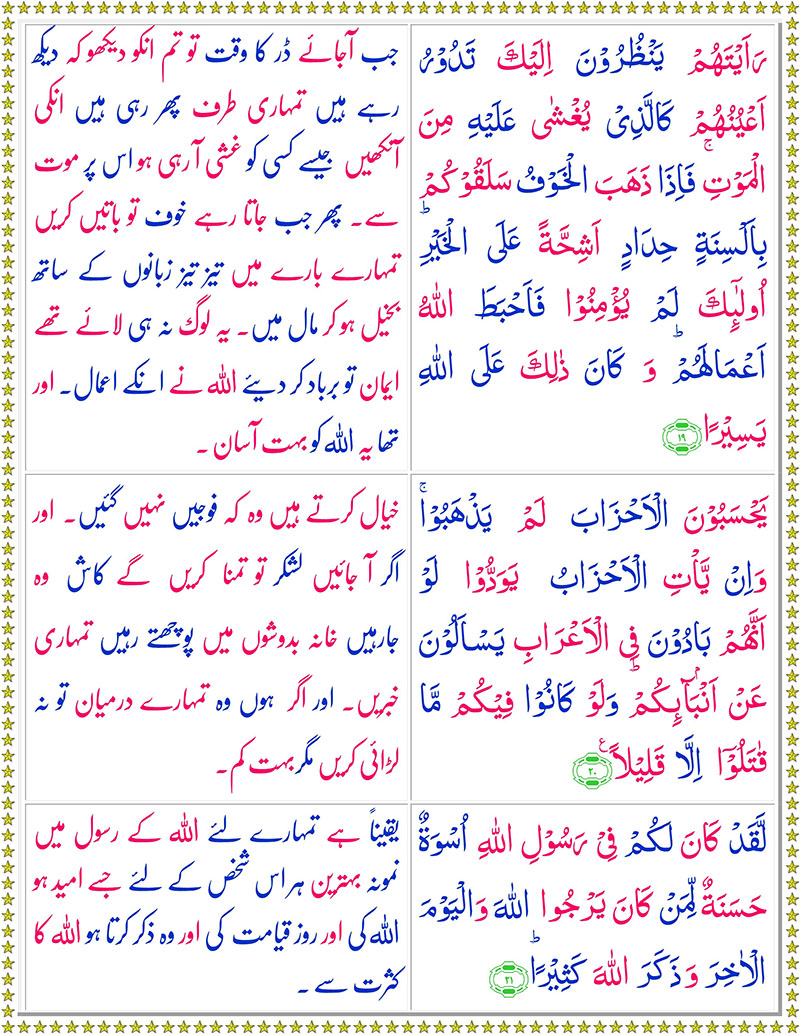 رَاَيۡتَهُمۡ يَنۡظُرُوۡنَ اِلَيۡكَ تَدُوۡرُ
اَعۡيُنُهُمۡ كَالَّذِىۡ يُغۡشٰى عَلَيۡهِ مِنَ
الۡمَوۡتِ‌ۚ فَاِذَا ذَهَبَ الۡخَوۡفُ سَلَقُوۡكُمۡ
بِاَلۡسِنَةٍ حِدَادٍ اَشِحَّةً عَلَى الۡخَيۡرِ‌ؕ
اُولٰٓٮِٕكَ لَمۡ يُؤۡمِنُوۡا فَاَحۡبَطَ اللّٰهُ
اَعۡمَالَهُمۡ‌ؕ وَ كَانَ ذٰلِكَ عَلَى اللّٰهِ
يَسِيۡرًا‏ ۱۹
جب آجائے ڈر کا وقت تو تم انکو دیکھو کہ دیکھ
رہے ہیں تمہاری طرف پھر رہی ہیں انکی
آنکھیں جیسے کسی کو غشی آرہی ہو اس پر موت
سے۔ پھر جب جاتا رہے خوف تو باتیں کریں
تمہارے بارے میں تیز تیز زبانوں کے ساتھ
بخیل ہو کر مال میں۔ یہ لوگ نہ ہی لائے تھے
ایمان تو برباد کر دیئے اللہ نے انکے اعمال۔ اور
تھا یہ اللہ کو بہت آسان ۔
يَحۡسَبُوۡنَ الۡاَحۡزَابَ لَمۡ يَذۡهَبُوۡا‌ۚ
وَاِنۡ يَّاۡتِ الۡاَحۡزَابُ يَوَدُّوۡا لَوۡ
اَنَّهُمۡ بَادُوۡنَ فِى الۡاَعۡرَابِ يَسۡاَلُوۡنَ
عَنۡ اَنۡۢبَآٮِٕكُمۡ‌ؕ وَلَوۡ كَانُوۡا فِيۡكُمۡ مَّا
قٰتَلُوۡۤا اِلَّا قَلِيۡلاً ع ۲۰
خیال کرتے ہیں وہ کہ فوجیں نہیں گئیں۔ اور
اگر آ جائیں لشکر تو تمنا کریں گے کاش وہ
جارہیں خانہ بدوشوں میں پوچھتے رہیں تمہاری
خبریں۔ اور اگر ہوں وہ تمہارے درمیان تو نہ
لڑائی کریں مگر بہت کم۔
لَّقَدۡ كَانَ لَكُمۡ فِىۡ رَسُوۡلِ اللّٰهِ اُسۡوَةٌ
حَسَنَةٌ لِّمَنۡ كَانَ يَرۡجُوا اللّٰهَ وَالۡيَوۡمَ
الۡاٰخِرَ وَذَكَرَ اللّٰهَ كَثِيۡرًاؕ‏ ۲۱
یقیناً ہے تمہارے لئے اللہ کے رسول میں
نمونہ بہترین ہر اس شخص کے لئے جسے امید ہو
اللہ کی اور روز قیامت کی اور وہ ذکر کرتا ہو اللہ کا
کثرت سے ۔